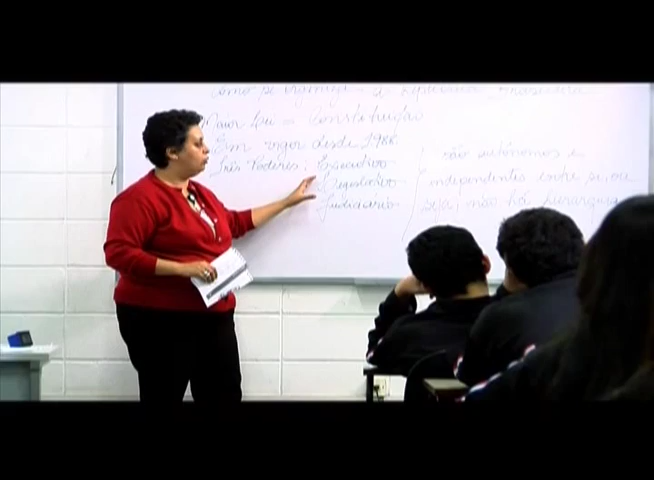 Como se organiza a República Brasileira
Maior Lei = Constituição
Em vigor desde 1988
Três Poderes: Executivo
Legislativo
Judiciário
são autônomos e
independentes entre si, ou
seja, não há hierarquia